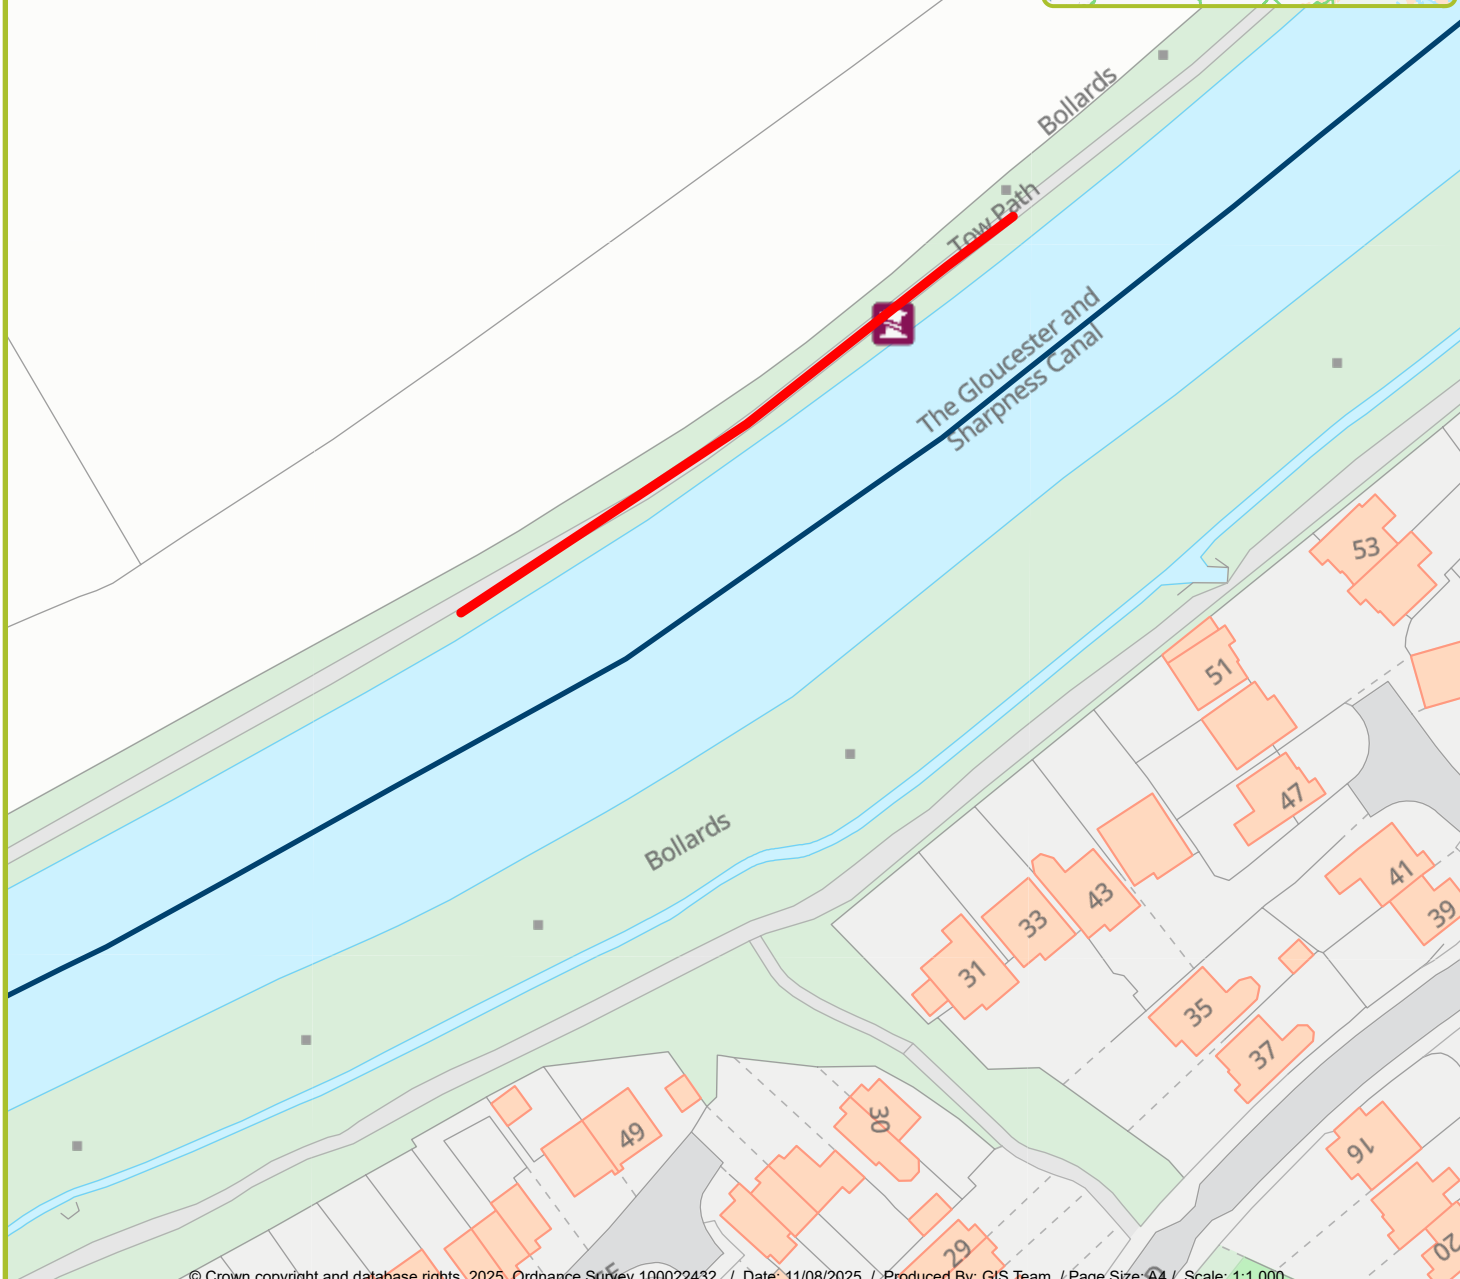 Bollards
Tow Path
The Gloucester and
Sharpness Canal
53
51
47
Bollards
41
43
39
33
31
35
37
30
49
16
29
20
© Crown copyright and database rights 2025 Ordnance Survey 100022432 / Date: 11/08/2025 / Produced By: GIS Team / Page Size: A4 / Scale: 1:1,000